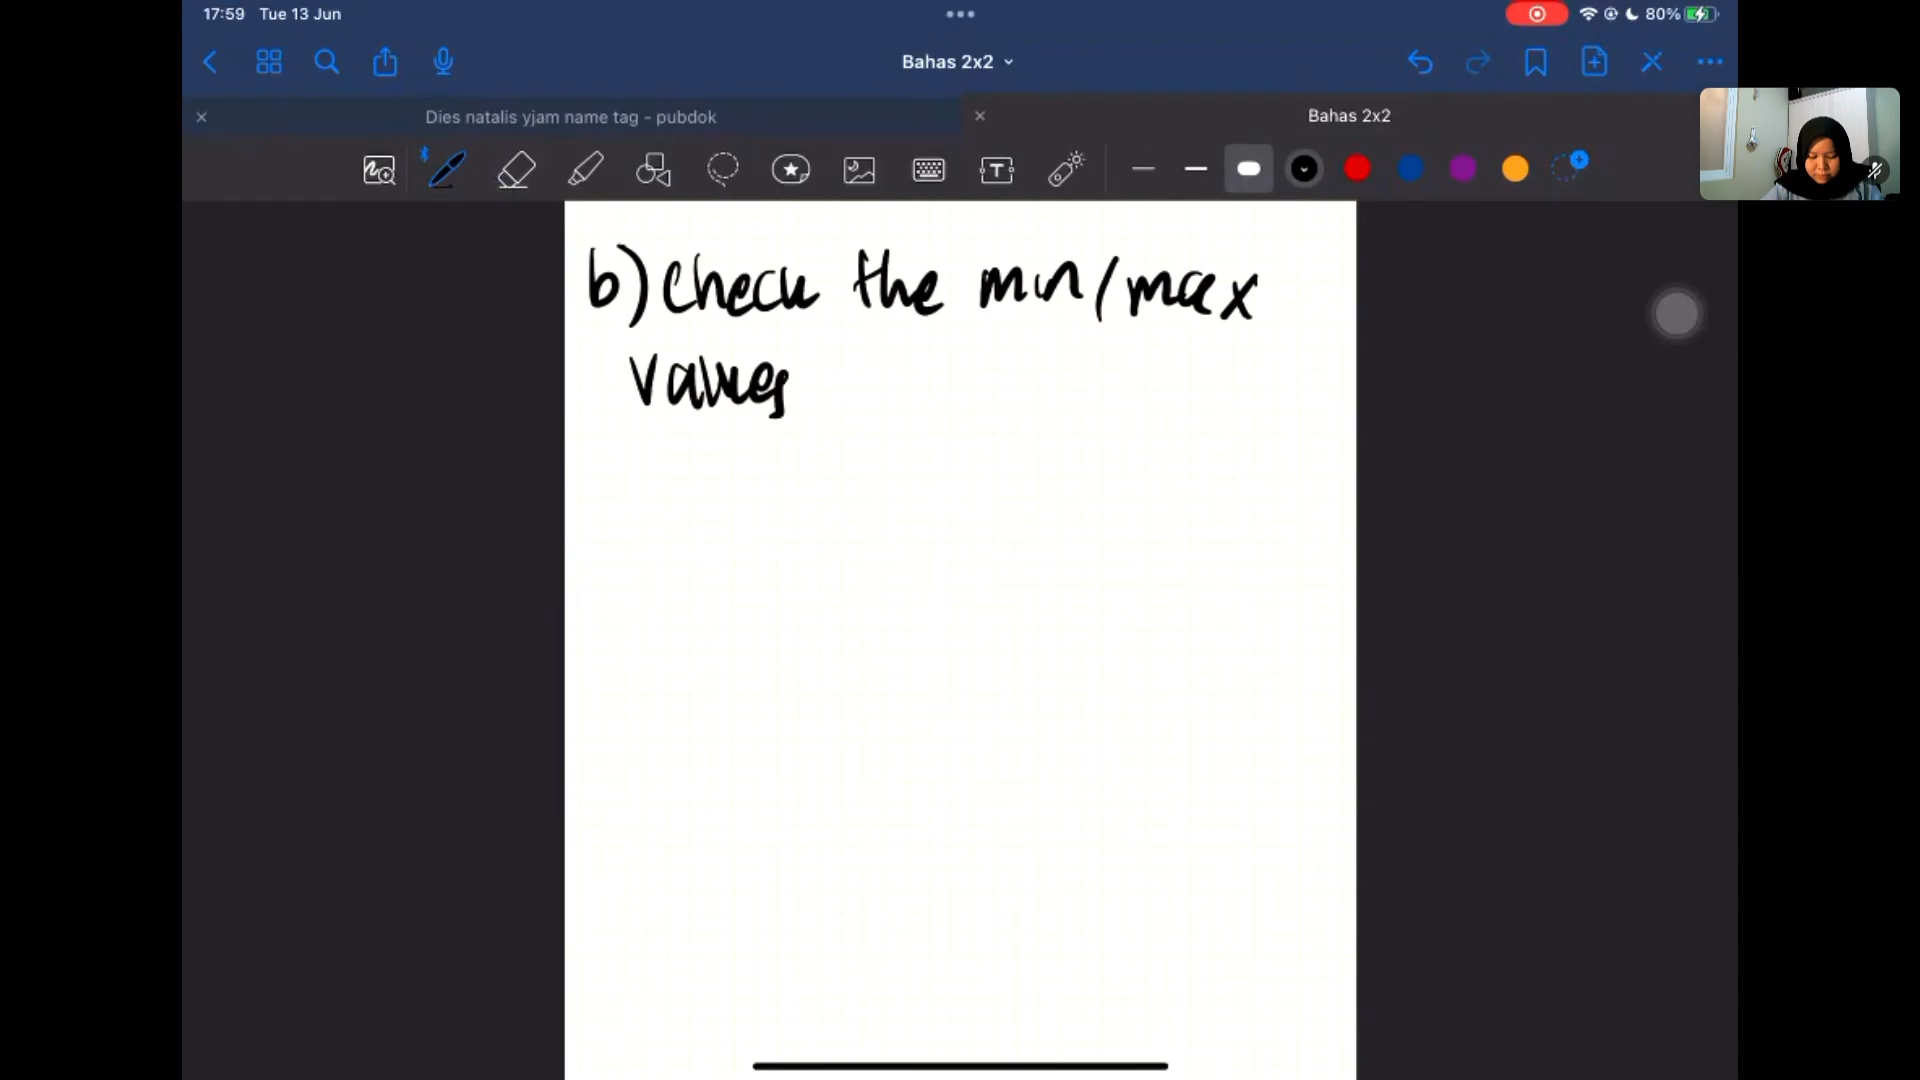 17:59 Tue 13 Jun
80%
Bahas 2x2
Dies natalis yjam name tag - pubdok
Bahas 2x2
T
b) Check the min/max
values